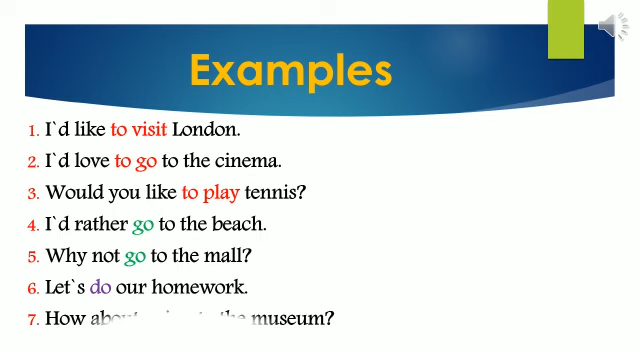 Examples
1. I`d like to visit London.
2. I`d love to go to the cinema.
3. Would you like to play tennis?
4. I`d rather go to the beach.
5. Why not go to the mall?
6. Let`s do our homework.
7. How about the museum?